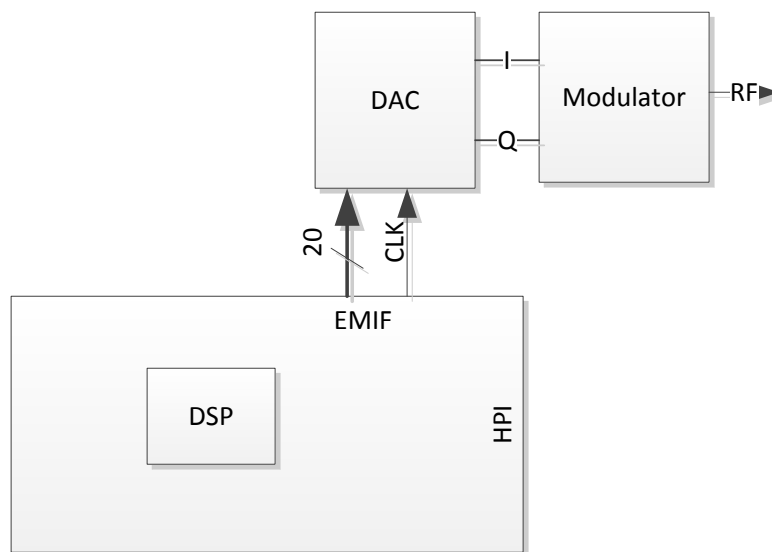 DAC
I
Q
Modulator
RF
20
CLK
EMIF
DSP
HPI